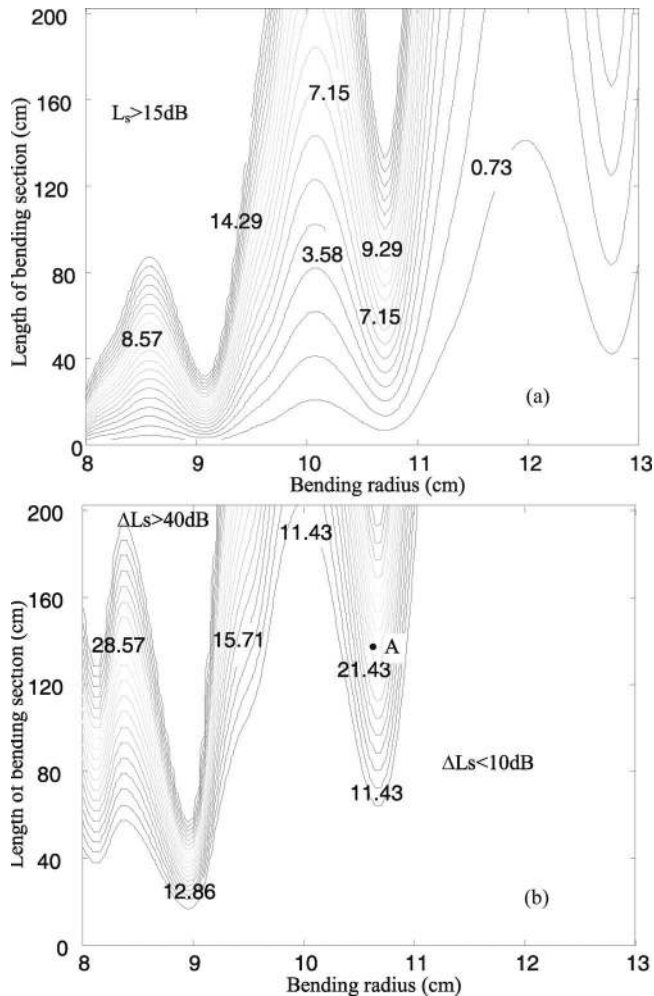 200
160
120
80
40
0
Length of bending section (cm)
Lₛ>15dB
7.15
0.73
14.29
3.58
9.29
8.57
7.15
(a)
8 9 10 11 12 13
Bending radius (cm)
200
160
120
80
40
0
Length of bending section (cm)
ΔLs>40dB
11.43
28.57
15.71
A
21.43
ΔLs<10dB
11.43
12.86
(b)
8 9 10 11 12 13
Bending radius (cm)